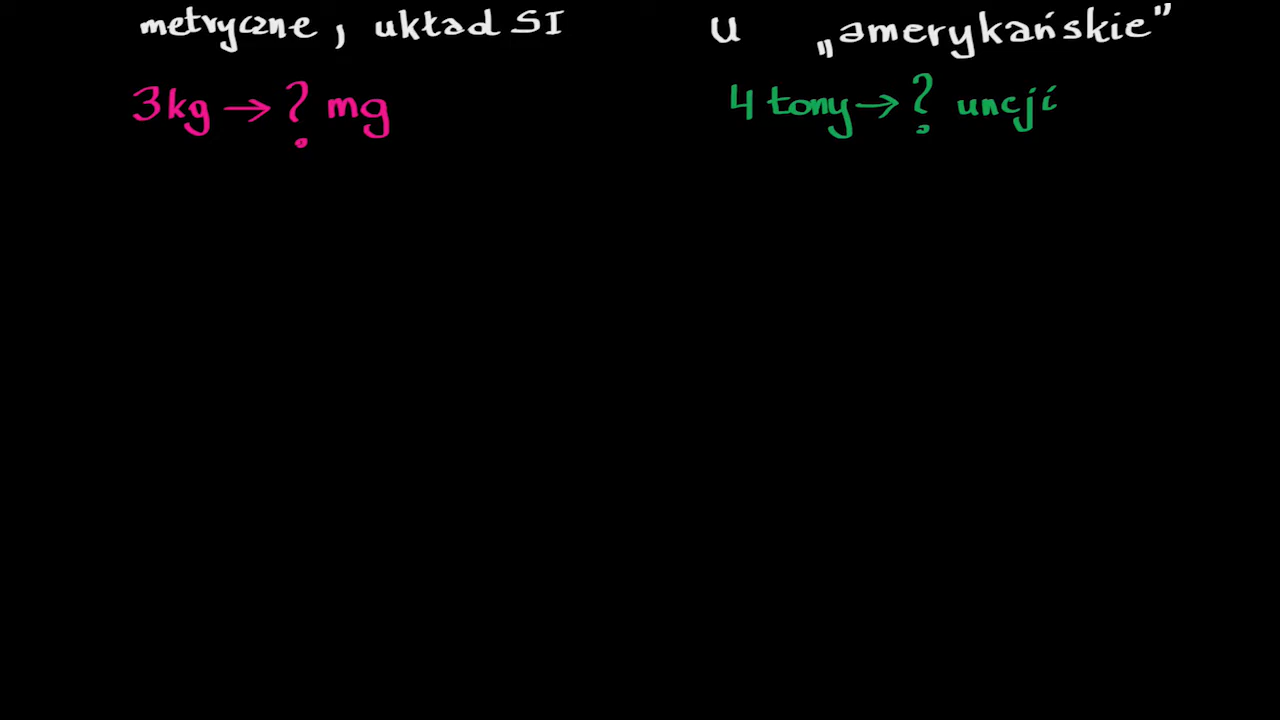 metryczne, układ SI
U „amerykańskie”
3kg → ? mg
4 tony → ? uncji